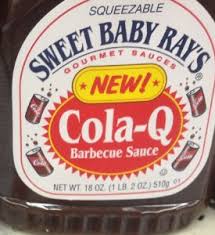 SQUEEZABLE
SWEET BABY RAY'S
GOURMET SAUCES
NEW!
Cola-Q
Barbecue Sauce
NET WT. 18 OZ. (1 LB. 2 OZ.) 510g